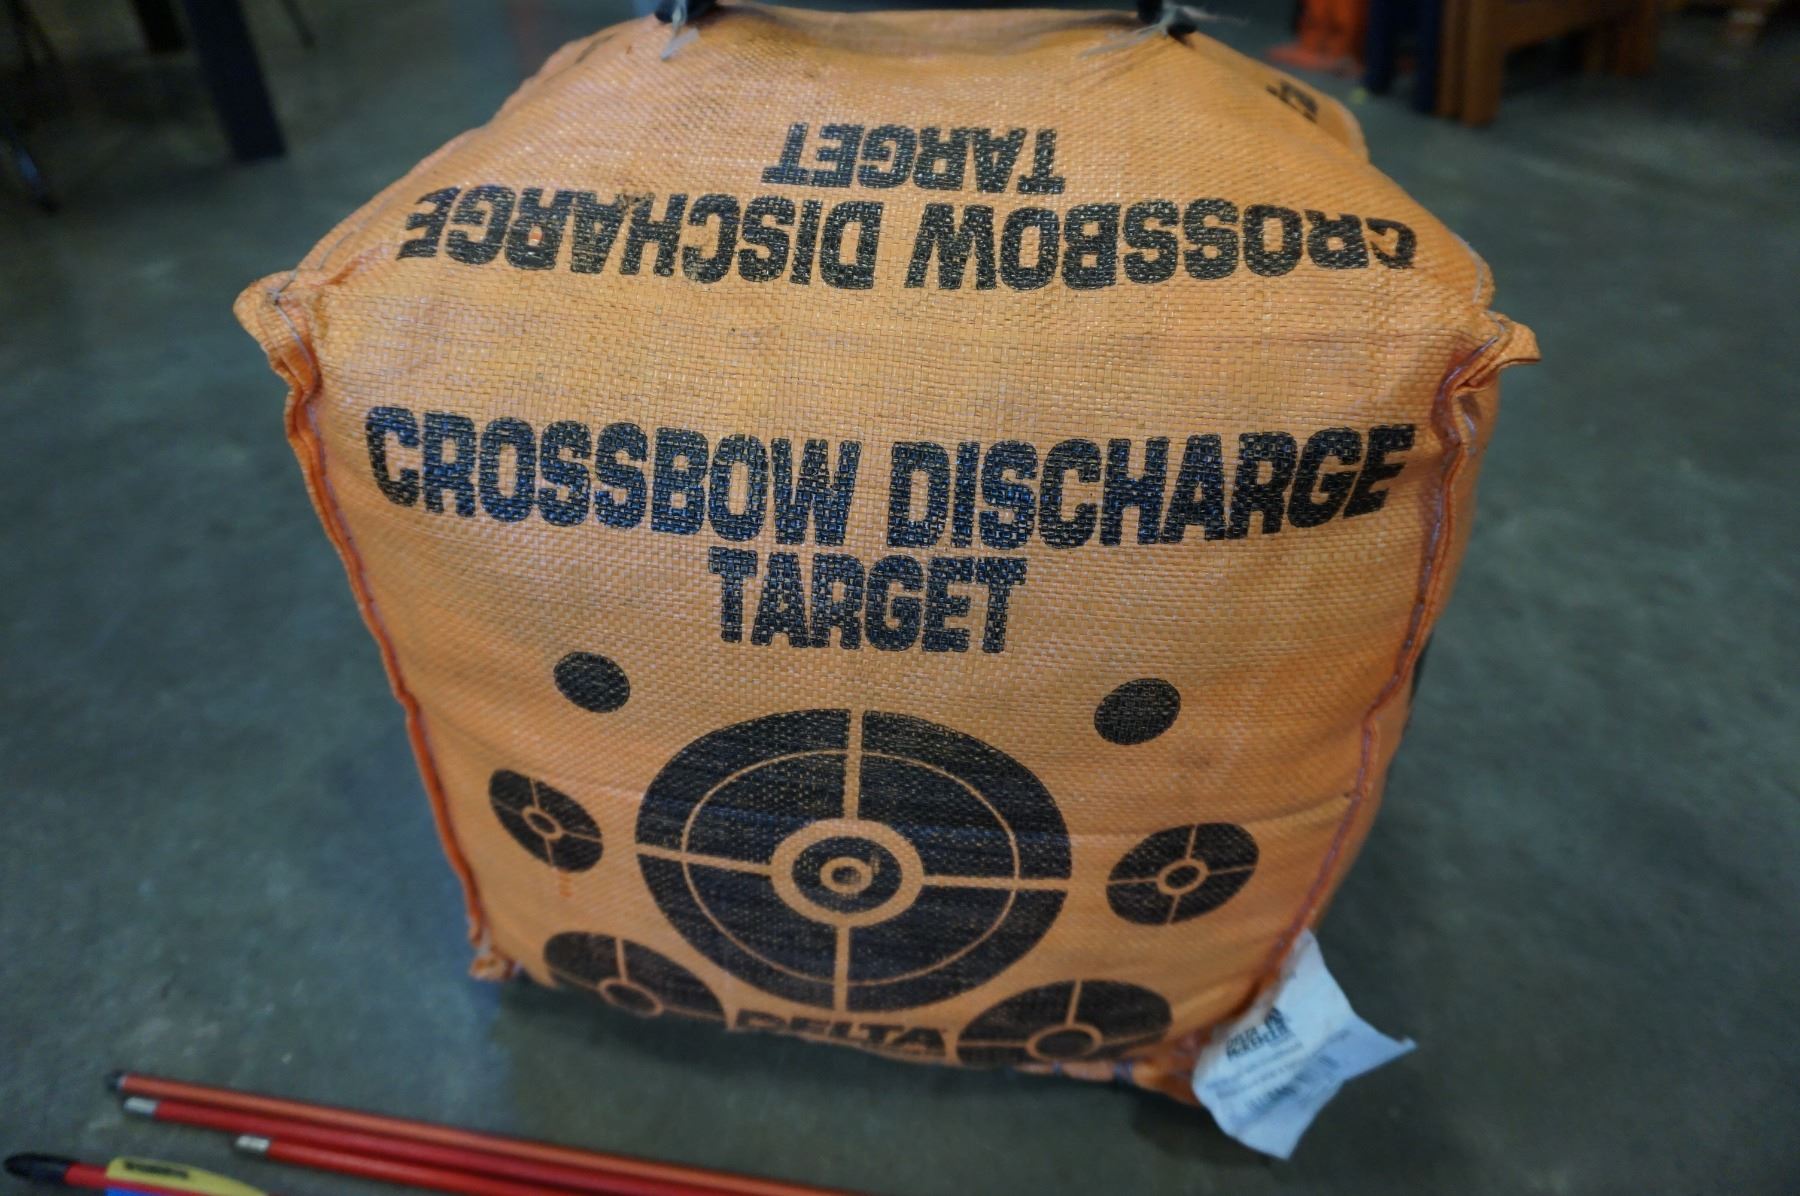 TARGET
CROSSBOW DISCHARGE
CROSSBOW DISCHARGE
TARGET
DELTA